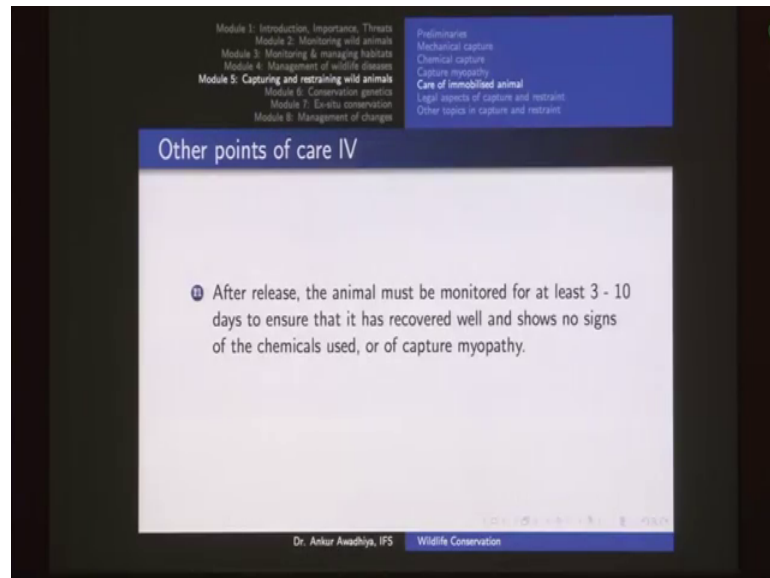 Module 1: Introduction, Importance, Threats
Module 2: Monitoring wild animals
Module 3: Monitoring & managing habitats
Module 4: Management of wildlife diseases
Module 5: Capturing and restraining wild animals
Module 6: Conservation genetics
Module 7: Ex-situ conservation
Module 8: Management of changes
Preliminaries
Mechanical capture
Chemical capture
Capture myopathy
Care of immobilised animal
Legal aspects of capture and restraint
Other topics in capture and restraint
Other points of care IV
After release, the animal must be monitored for at least 3 - 10
days to ensure that it has recovered well and shows no signs
of the chemicals used, or of capture myopathy.
Dr. Ankur Awadhiya, IFS
Wildlife Conservation